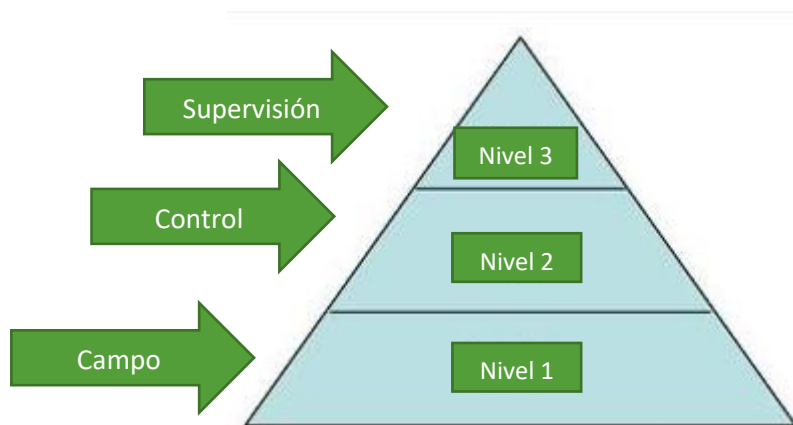 Supervisión
Nivel 3
Control
Nivel 2
Campo
Nivel 1